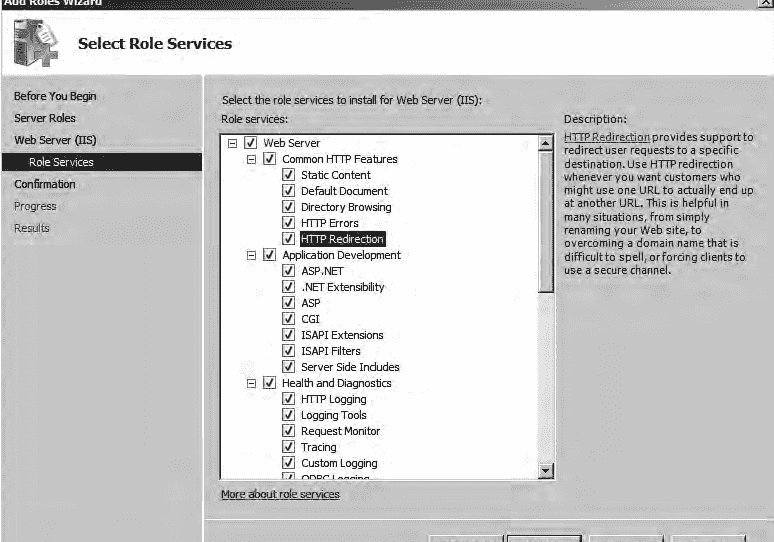 Add Roles Wizard
Select Role Services
Before You Begin
Server Roles
Web Server (IIS)
Role Services
Confirmation
Progress
Results
Select the role services to install for Web Server (IIS):
Role services:
Web Server
Common HTTP Features
Static Content
Default Document
Directory Browsing
HTTP Errors
HTTP Redirection
Application Development
ASP.NET
.NET Extensibility
ASP
CGI
ISAPI Extensions
ISAPI Filters
Server Side Includes
Health and Diagnostics
HTTP Logging
Logging Tools
Request Monitor
Tracing
Custom Logging
ODBC Logging
More about role services
Description:
HTTP Redirection provides support to
redirect user requests to a specific
destination. Use HTTP redirection
whenever you want customers who
might use one URL to actually end up
at another URL. This is helpful in
many situations, from simply
renaming your Web site, to
overcoming a domain name that is
difficult to spell, or forcing clients to
use a secure channel.